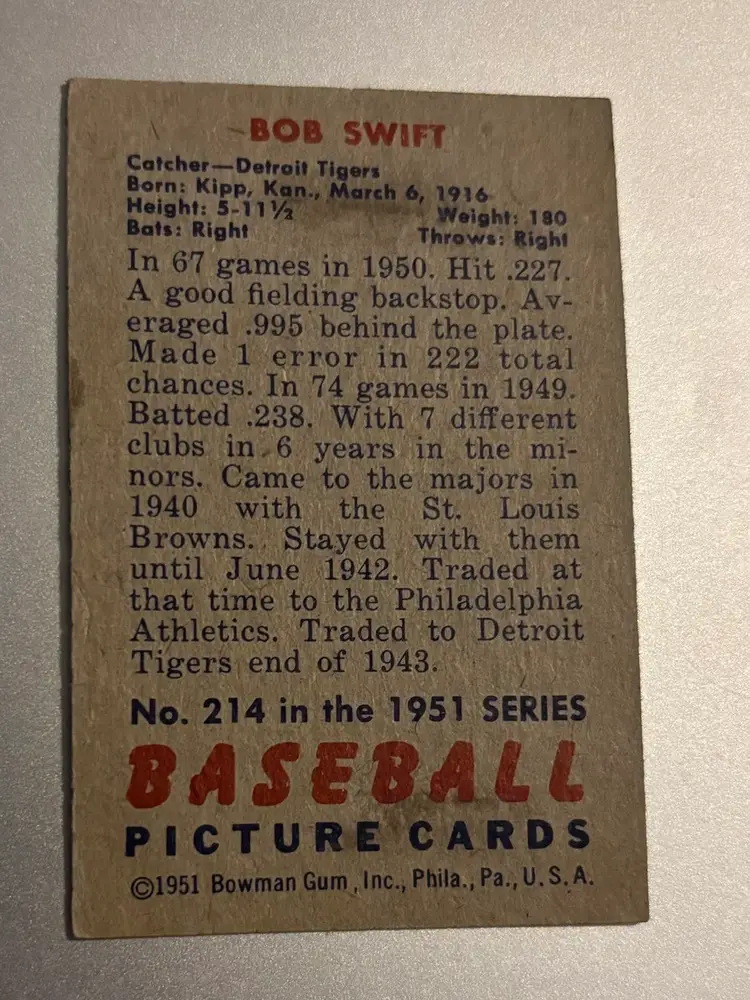 BOB SWIFT
Catcher—Detroit Tigers
Born: Kipp, Kan., March 6, 1916
Height: 5-11½ Weight: 180
Bats: Right Throws: Right
In 67 games in 1950. Hit .227.
A good fielding backstop. Av-
eraged .995 behind the plate.
Made 1 error in 222 total
chances. In 74 games in 1949.
Batted .238. With 7 different
clubs in 6 years in the mi-
nors. Came to the majors in
1940 with the St. Louis
Browns. Stayed with them
until June 1942. Traded at
that time to the Philadelphia
Athletics. Traded to Detroit
Tigers end of 1943.
No. 214 in the 1951 SERIES
BASEBALL
PICTURE CARDS
©1951 Bowman Gum, Inc., Phila., Pa., U.S.A.